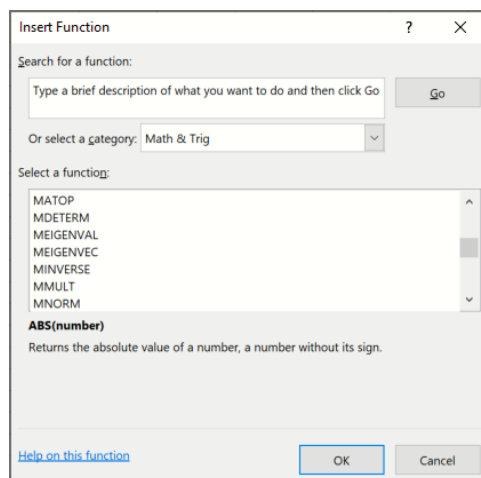 Insert Function ?
Search for a function:
Type a brief description of what you want to do and then click Go
Go
Or select a category: Math & Trig
Select a function:
MATOP
MDETERM
MEIGENVAL
MEIGENVEC
MINVERSE
MMULT
MNORM
ABS(number)
Returns the absolute value of a number, a number without its sign.
Help on this function
OK
Cancel